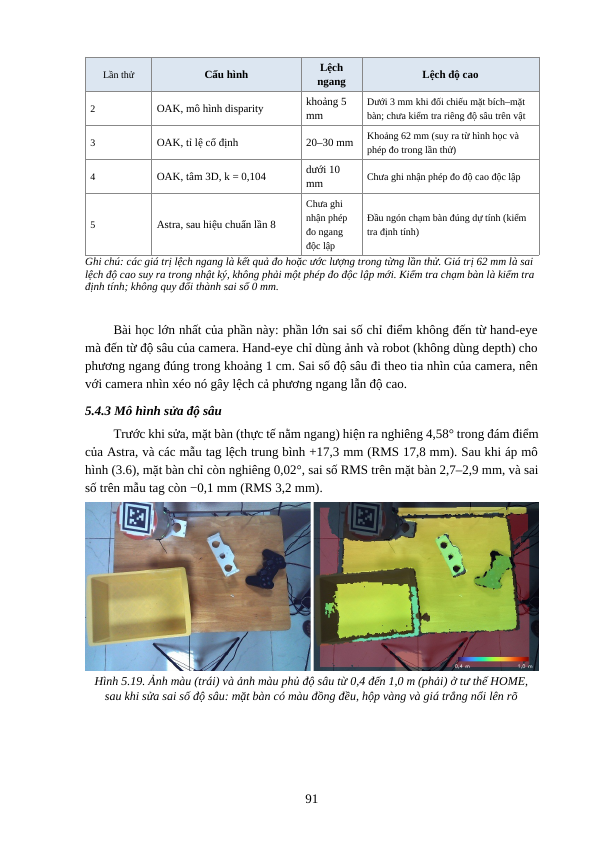 Lần thử
Cấu hình
Lệch
ngang
Lệch độ cao
2
OAK, mô hình disparity
khoảng 5
mm
Dưới 3 mm khi đối chiếu mặt bích–mặt
bàn; chưa kiểm tra riêng độ sâu trên vật
3
OAK, tỉ lệ cố định
20–30 mm
Khoảng 62 mm (suy ra từ hình học và
phép đo trong lần thử)
4
OAK, tâm 3D, k = 0,104
dưới 10
mm
Chưa ghi nhận phép đo độ cao độc lập
5
Astra, sau hiệu chuẩn lần 8
Chưa ghi
nhận phép
đo ngang
độc lập
Đầu ngón chạm bàn đúng dự tính (kiểm
tra định tính)
Ghi chú: các giá trị lệch ngang là kết quả đo hoặc ước lượng trong từng lần thử. Giá trị 62 mm là sai
lệch độ cao suy ra trong nhật ký, không phải một phép đo độc lập mới. Kiểm tra chạm bàn là kiểm tra
định tính; không quy đổi thành sai số 0 mm.
Bài học lớn nhất của phần này: phần lớn sai số chỉ điểm không đến từ hand-eye
mà đến từ độ sâu của camera. Hand-eye chỉ dùng ảnh và robot (không dùng depth) cho
phương ngang đúng trong khoảng 1 cm. Sai số độ sâu đi theo tia nhìn của camera, nên
với camera nhìn xéo nó gây lệch cả phương ngang lẫn độ cao.
5.4.3 Mô hình sửa độ sâu
Trước khi sửa, mặt bàn (thực tế nằm ngang) hiện ra nghiêng 4,58° trong đám điểm
của Astra, và các mẫu tag lệch trung bình +17,3 mm (RMS 17,8 mm). Sau khi áp mô
hình (3.6), mặt bàn chỉ còn nghiêng 0,02°, sai số RMS trên mặt bàn 2,7–2,9 mm, và sai
số trên mẫu tag còn −0,1 mm (RMS 3,2 mm).
0,4 m
1,0 m
Hình 5.19. Ảnh màu (trái) và ảnh màu phủ độ sâu từ 0,4 đến 1,0 m (phải) ở tư thế HOME,
sau khi sửa sai số độ sâu: mặt bàn có màu đồng đều, hộp vàng và giá trắng nổi lên rõ
91